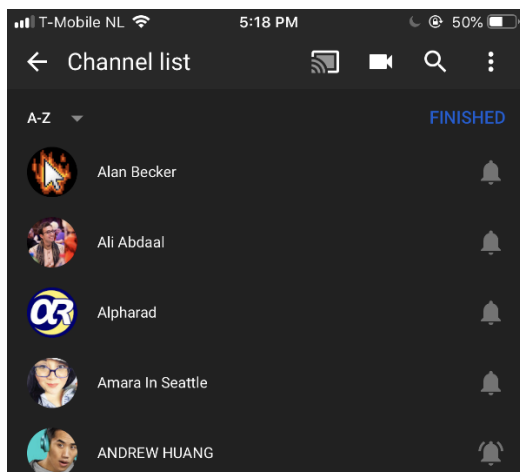 T-Mobile NL 5:18 PM 50%
Channel list
A-Z FINISHED
Alan Becker
Ali Abdaal
αR Alpharad
Amara In Seattle
ANDREW HUANG